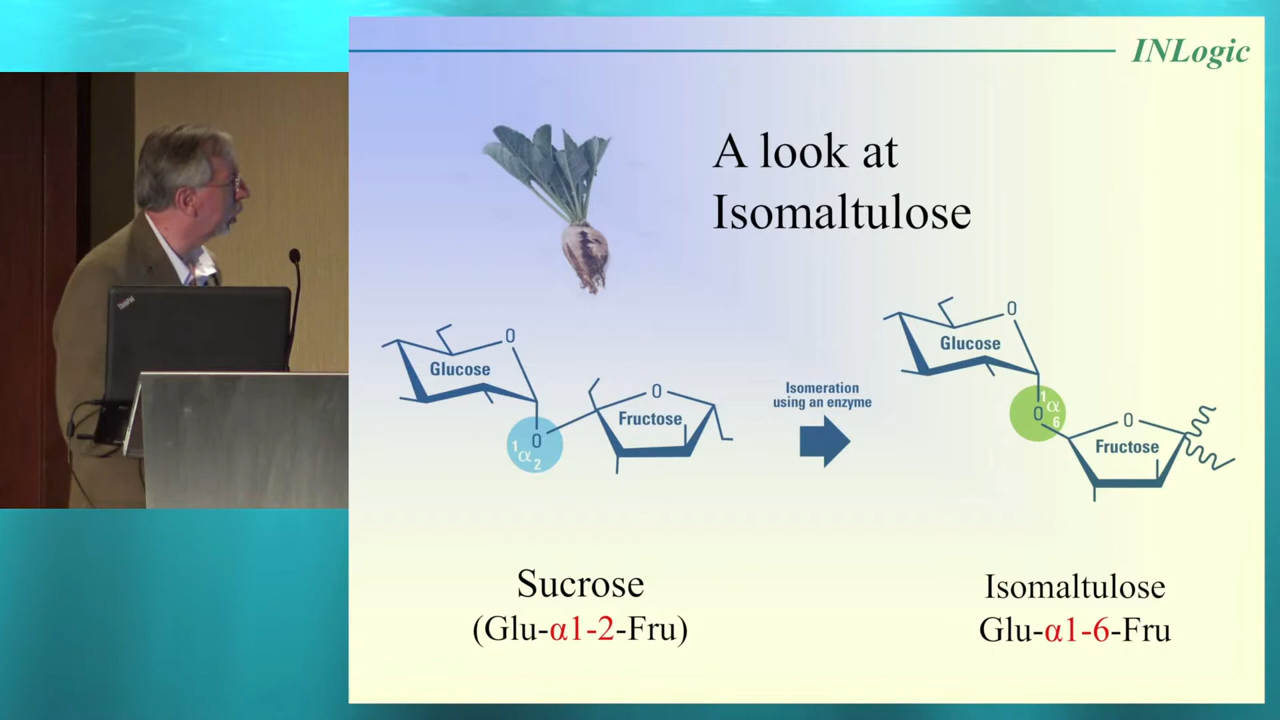 INLogic
A look at
Isomaltulose
O
Glucose
O
1
α
2
O
Fructose
Isomeration
using an enzyme
O
Glucose
O
1
α
6
O
Fructose
Sucrose
(Glu-α1-2-Fru)
Isomaltulose
Glu-α1-6-Fru
ThinkPad